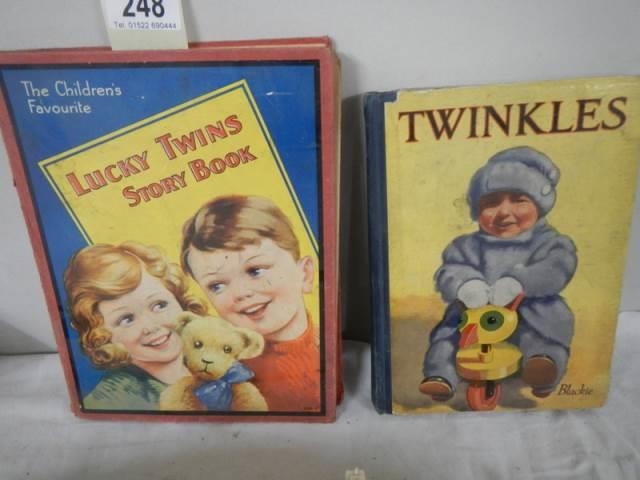 248
Tel. 01522 690444
The Children's
Favourite
LUCKY TWINS
STORY BOOK
TWINKLES
Blackie